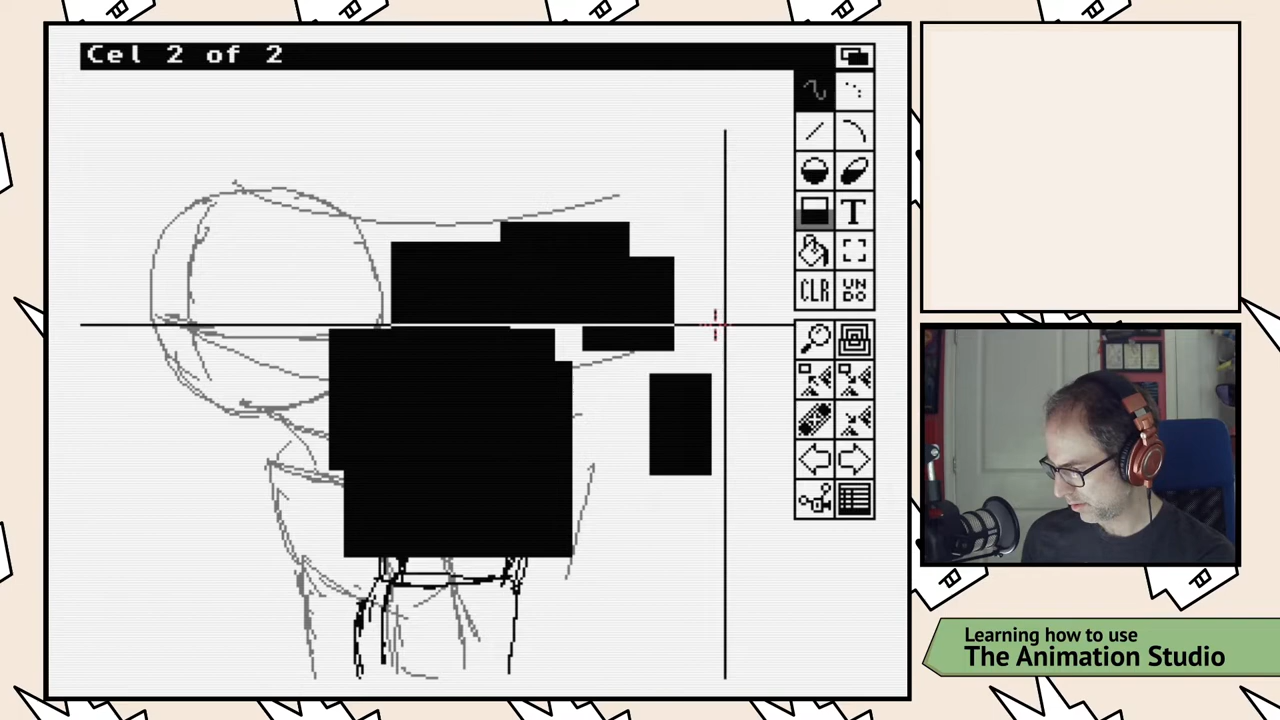 Cel 2 of 2
T
CLR
UN
DO
Learning how to use
The Animation Studio